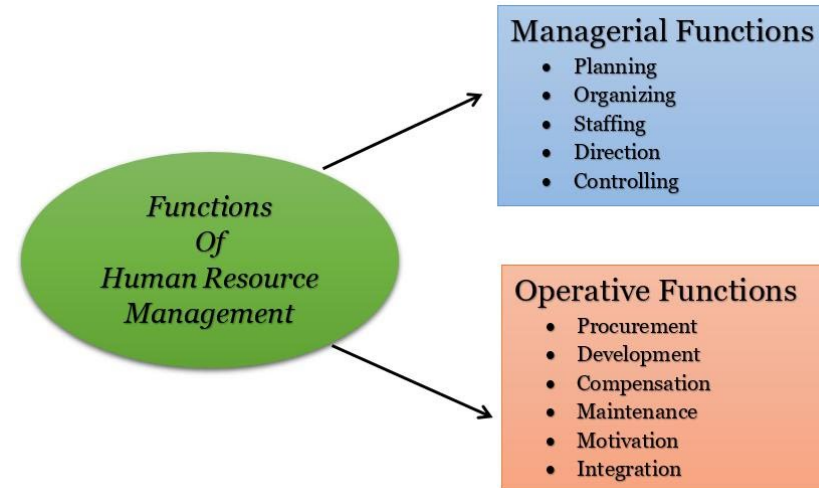 Functions
Of
Human Resource
Management
Managerial Functions
• Planning
• Organizing
• Staffing
• Direction
• Controlling
Operative Functions
• Procurement
• Development
• Compensation
• Maintenance
• Motivation
• Integration